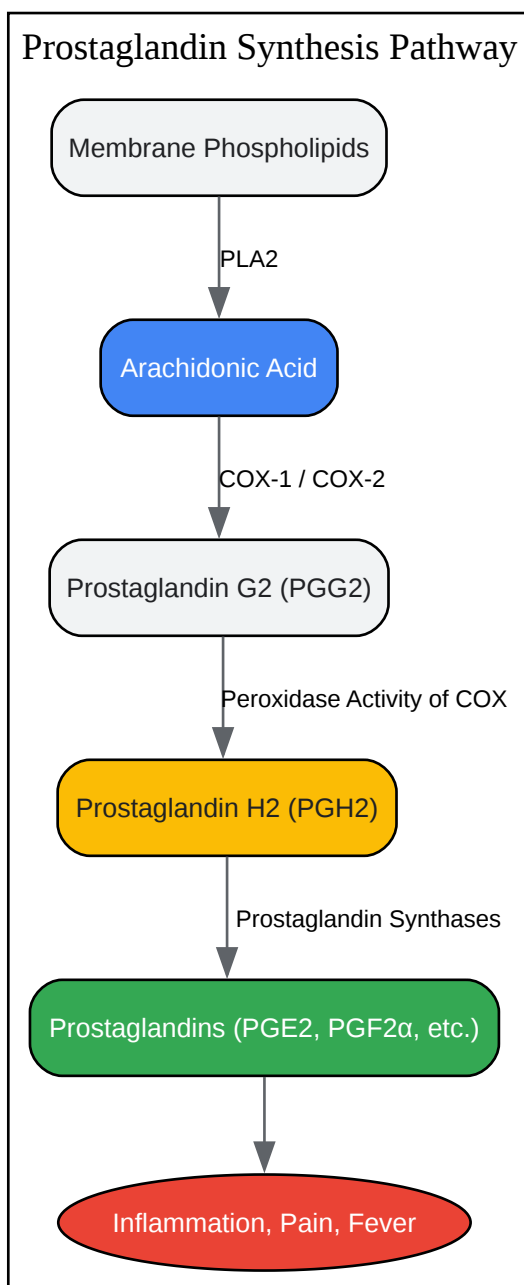 Prostaglandin Synthesis Pathway
Membrane Phospholipids
PLA2
Arachidonic Acid
COX-1 / COX-2
Prostaglandin G2 (PGG2)
Peroxidase Activity of COX
Prostaglandin H2 (PGH2)
Prostaglandin Synthases
Prostaglandins (PGE2, PGF2α, etc.)
Inflammation, Pain, Fever